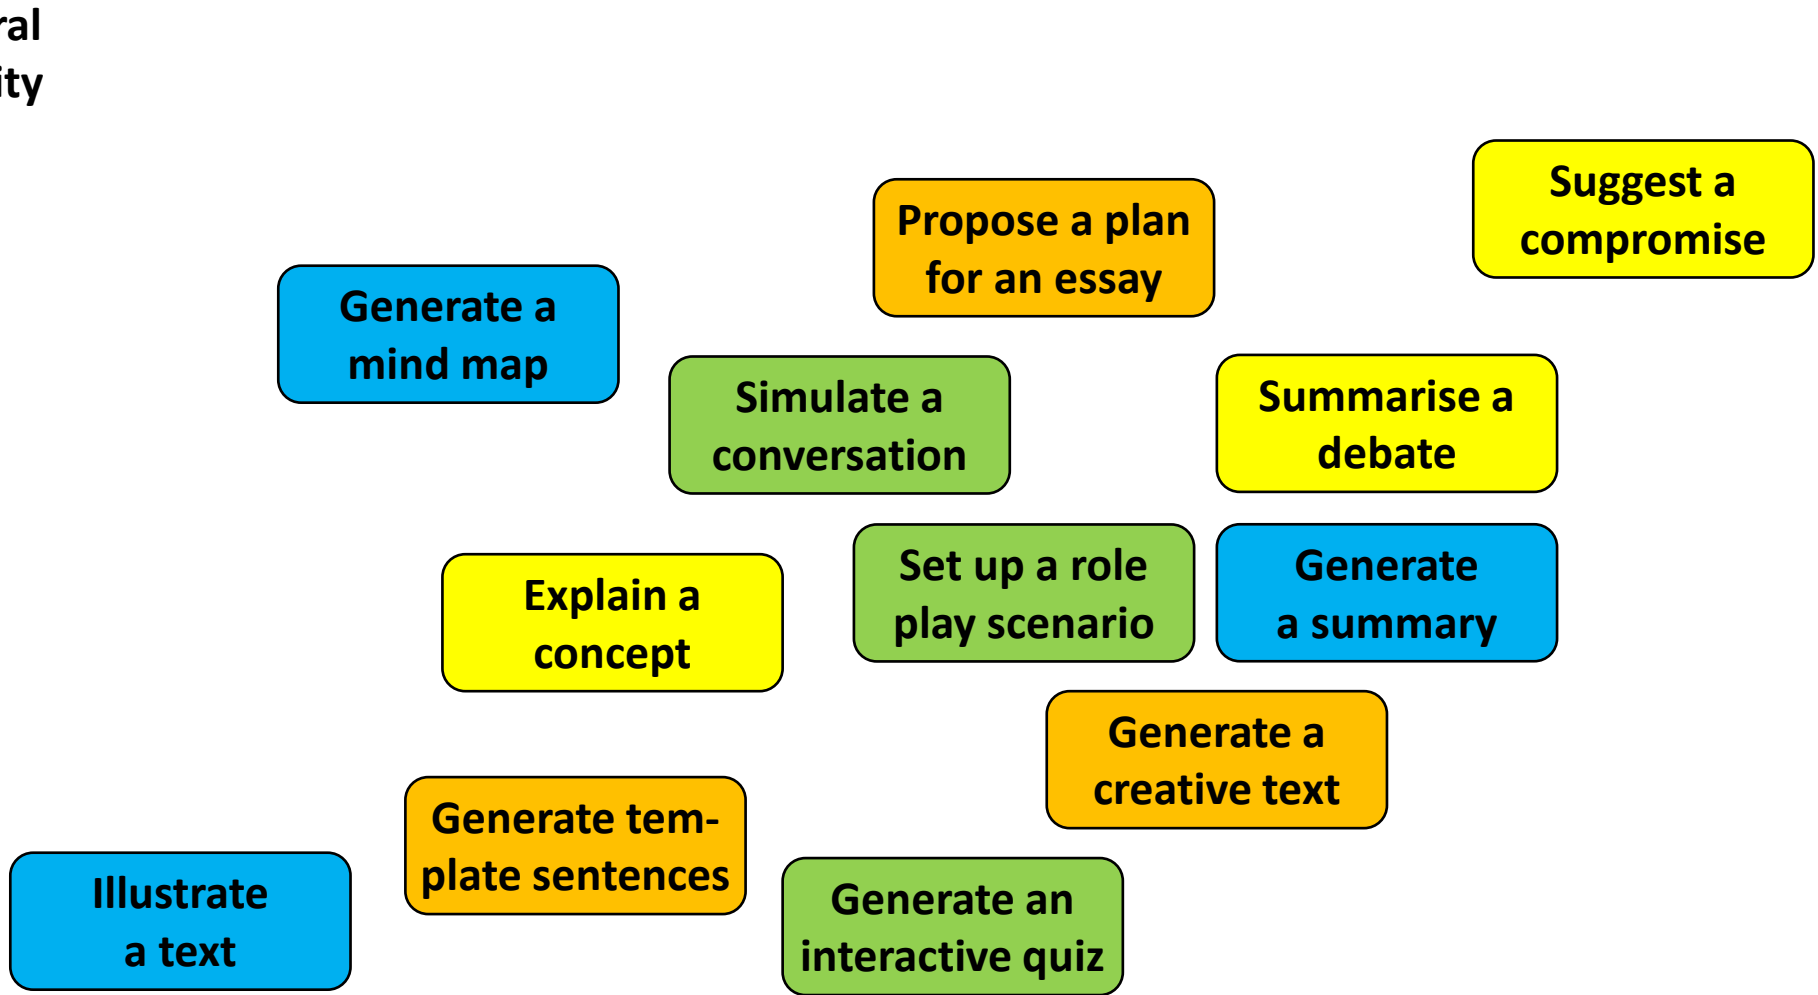 ral
ity
Suggest a
compromise
Propose a plan
for an essay
Generate a
mind map
Simulate a
conversation
Summarise a
debate
Set up a role
play scenario
Generate
a summary
Explain a
concept
Generate a
creative text
Generate tem-
plate sentences
Illustrate
a text
Generate an
interactive quiz